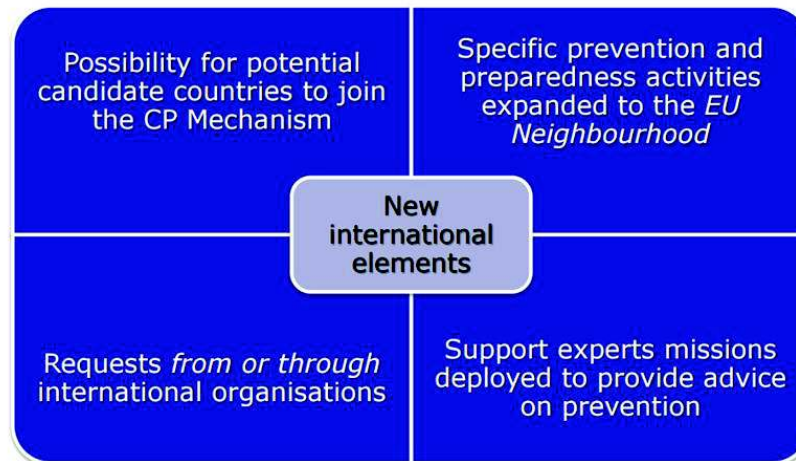 Possibility for potential
candidate countries to join
the CP Mechanism
Specific prevention and
preparedness activities
expanded to the EU
Neighbourhood
New
international
elements
Requests from or through
international organisations
Support experts missions
deployed to provide advice
on prevention